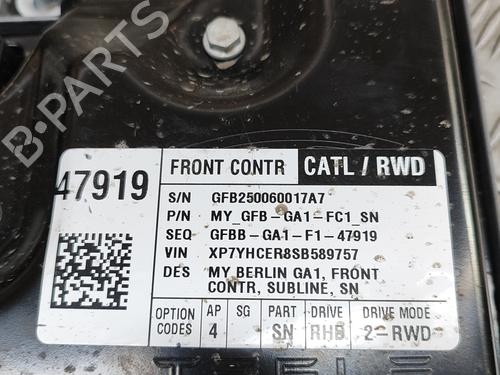 47919
FRONT CONTR CATL / RWD
S/N GFB250060017A7
P/N MY_GFB-GA1-FC1_SN
SEQ GFBB-GA1-F1-47919
VIN XP7YHCER8SB589757
DES MY BERLIN GA1, FRONT
CONTR, SUBLINE, SN
OPTION CODES AP SG PART DRIVE DRIVE MODE
4 SN RHB 2-RWD
B-PARTS